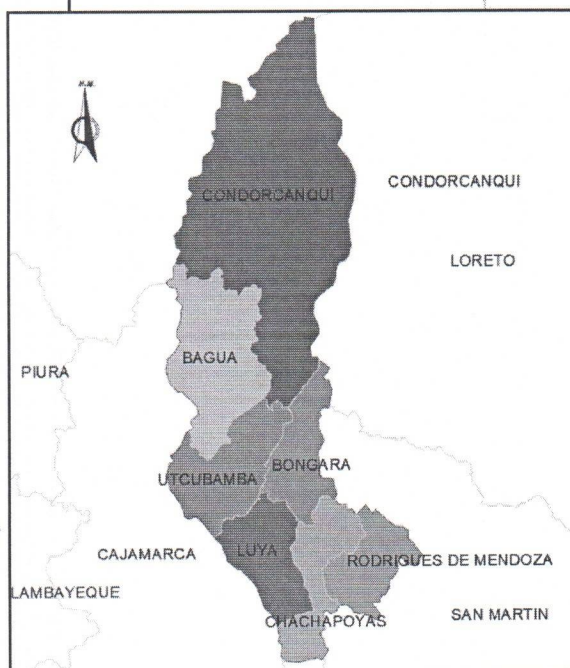 CONDORCANQUI
CONDORCANQUI
LORETO
BAGUA
PIURA
BONGARA
UTCUBAMBA
CAJAMARCA
LUYA
RODRIGUES DE MENDOZA
LAMBAYEQUE
CHACHAPOYAS
SAN MARTIN